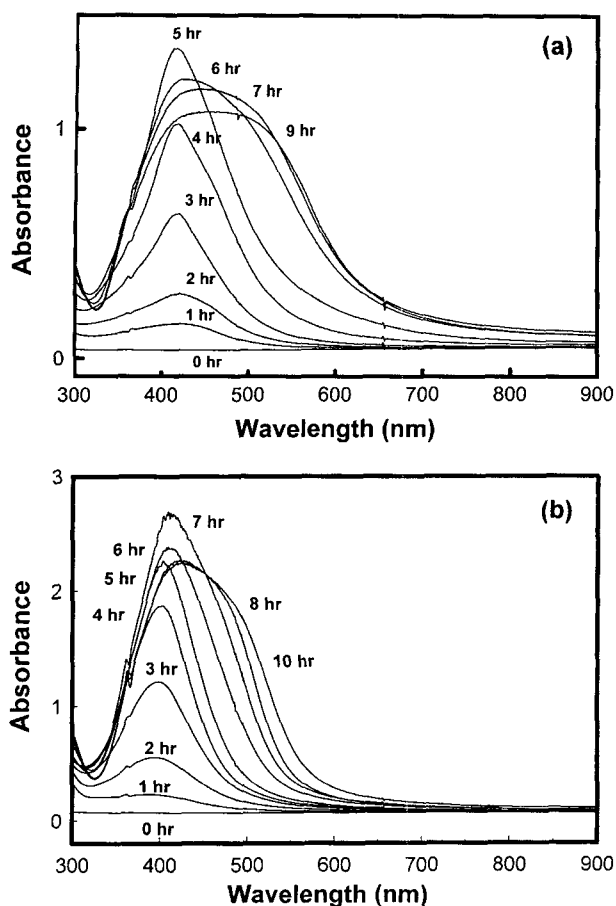 (a)
5 hr
6 hr
7 hr
9 hr
4 hr
3 hr
2 hr
1 hr
0 hr
1
0
Absorbance
300 400 500 600 700 800 900
Wavelength (nm)
(b)
7 hr
6 hr
5 hr
4 hr
8 hr
10 hr
3 hr
2 hr
1 hr
0 hr
3
2
1
0
Absorbance
300 400 500 600 700 800 900
Wavelength (nm)